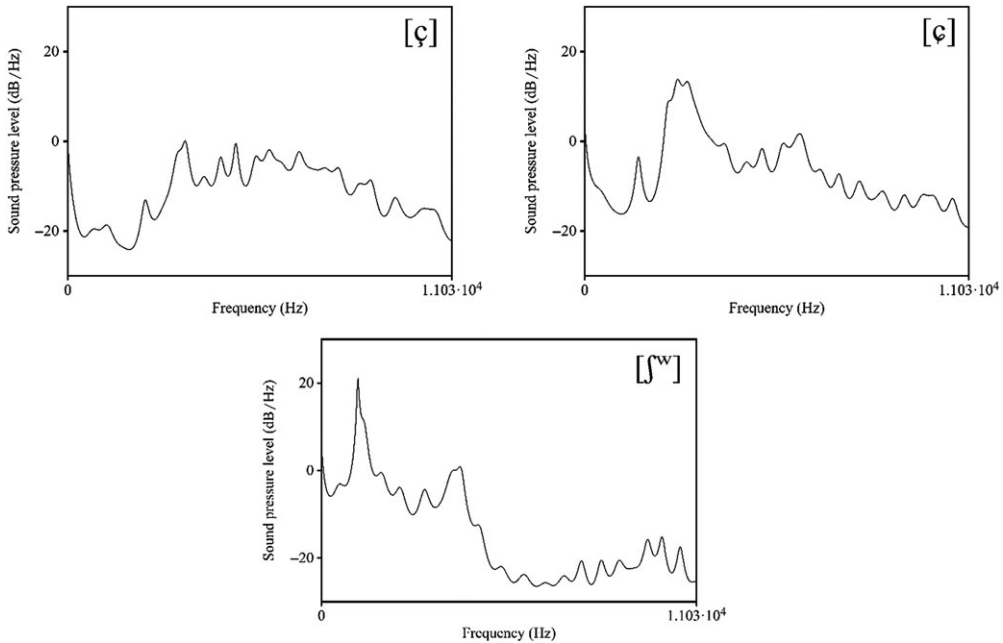 [ç]
Sound pressure level (dB/Hz)
20
0
−20
0
1.103·10⁴
Frequency (Hz)
[ɕ]
Sound pressure level (dB/Hz)
20
0
−20
0
1.103·10⁴
Frequency (Hz)
[ʃʷ]
Sound pressure level (dB/Hz)
20
0
−20
0
1.103·10⁴
Frequency (Hz)